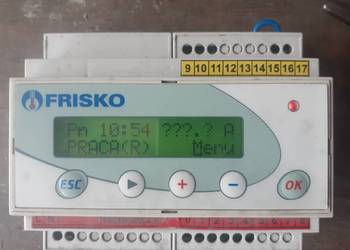 9 10 11 12 13 14 15 16 17
FRISKO
Pn 10:54 ???.? A
PRACA(R) Menu
ESC + − OK